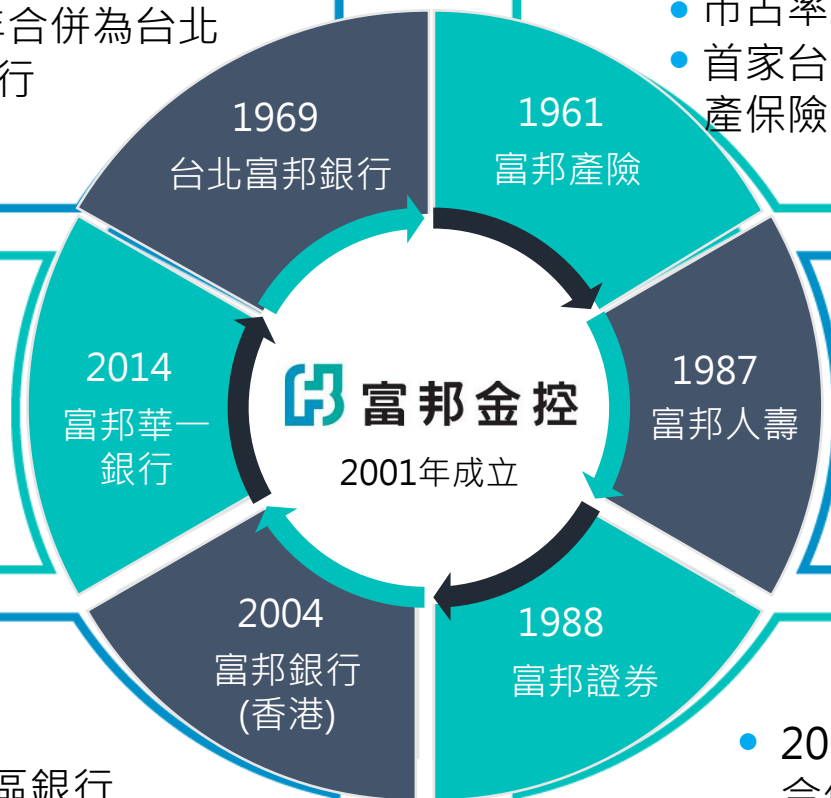 年合併為台北
行
市占率
首家台
產保險
1969
台北富邦銀行
1961
富邦產險
2014
富邦華一
銀行
富邦金控
2001年成立
1987
富邦人壽
2004
富邦銀行
(香港)
1988
富邦證券
區銀行
20
合